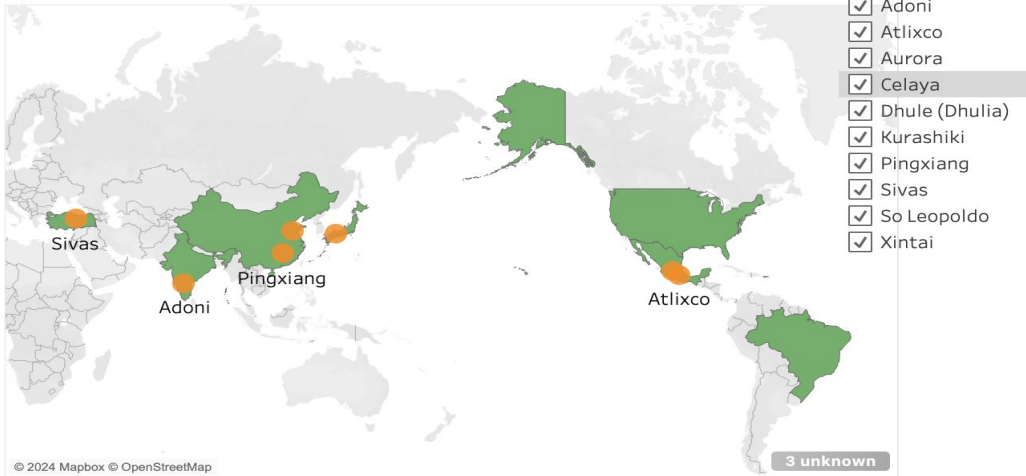 Adoni
Atlixco
Aurora
Celaya
Dhule (Dhulia)
Kurashiki
Pingxiang
Sivas
So Leopoldo
Xintai
Sivas
Pingxiang
Adoni
Atlixco
© 2024 Mapbox © OpenStreetMap
3 unknown